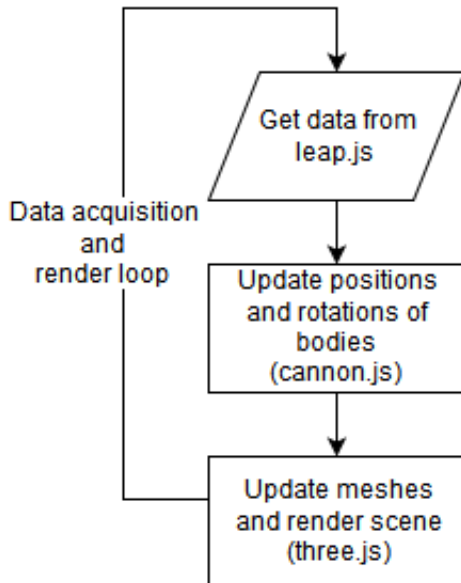 Get data from
leap.js
Data acquisition
and
render loop
Update positions
and rotations of
bodies
(cannon.js)
Update meshes
and render scene
(three.js)